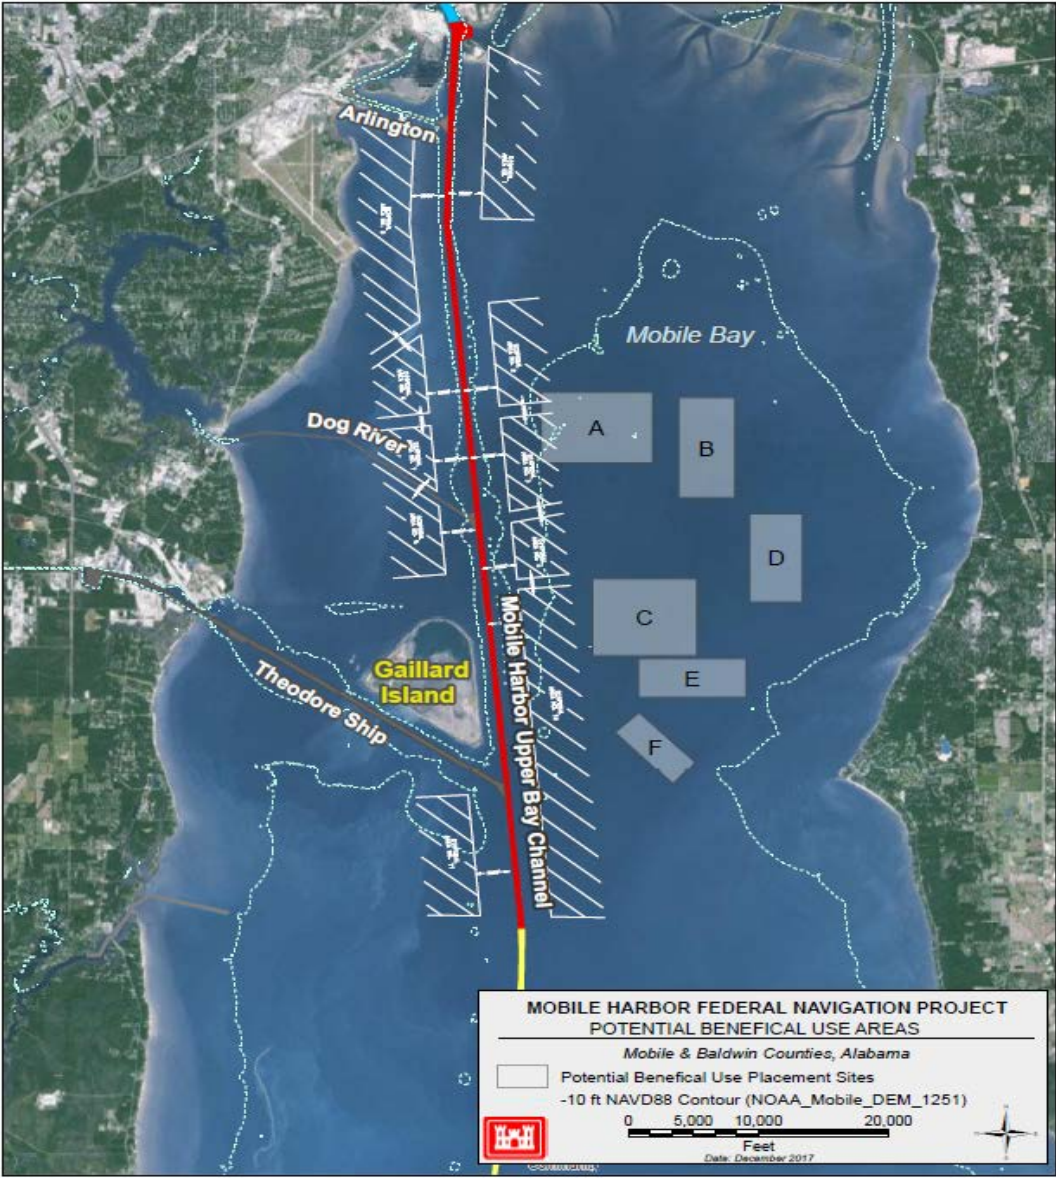 Arlington
Mobile Bay
A
B
Dog River
D
C
Mobile Harbor Upper Bay Channel
Gaillard
Island
Theodore Ship
E
F
MOBILE HARBOR FEDERAL NAVIGATION PROJECT
POTENTIAL BENEFICAL USE AREAS
Mobile & Baldwin Counties, Alabama
Potential Benefical Use Placement Sites
-10 ft NAVD88 Contour (NOAA_Mobile_DEM_1251)
0 5,000 10,000 20,000
Feet
Date: December 2017